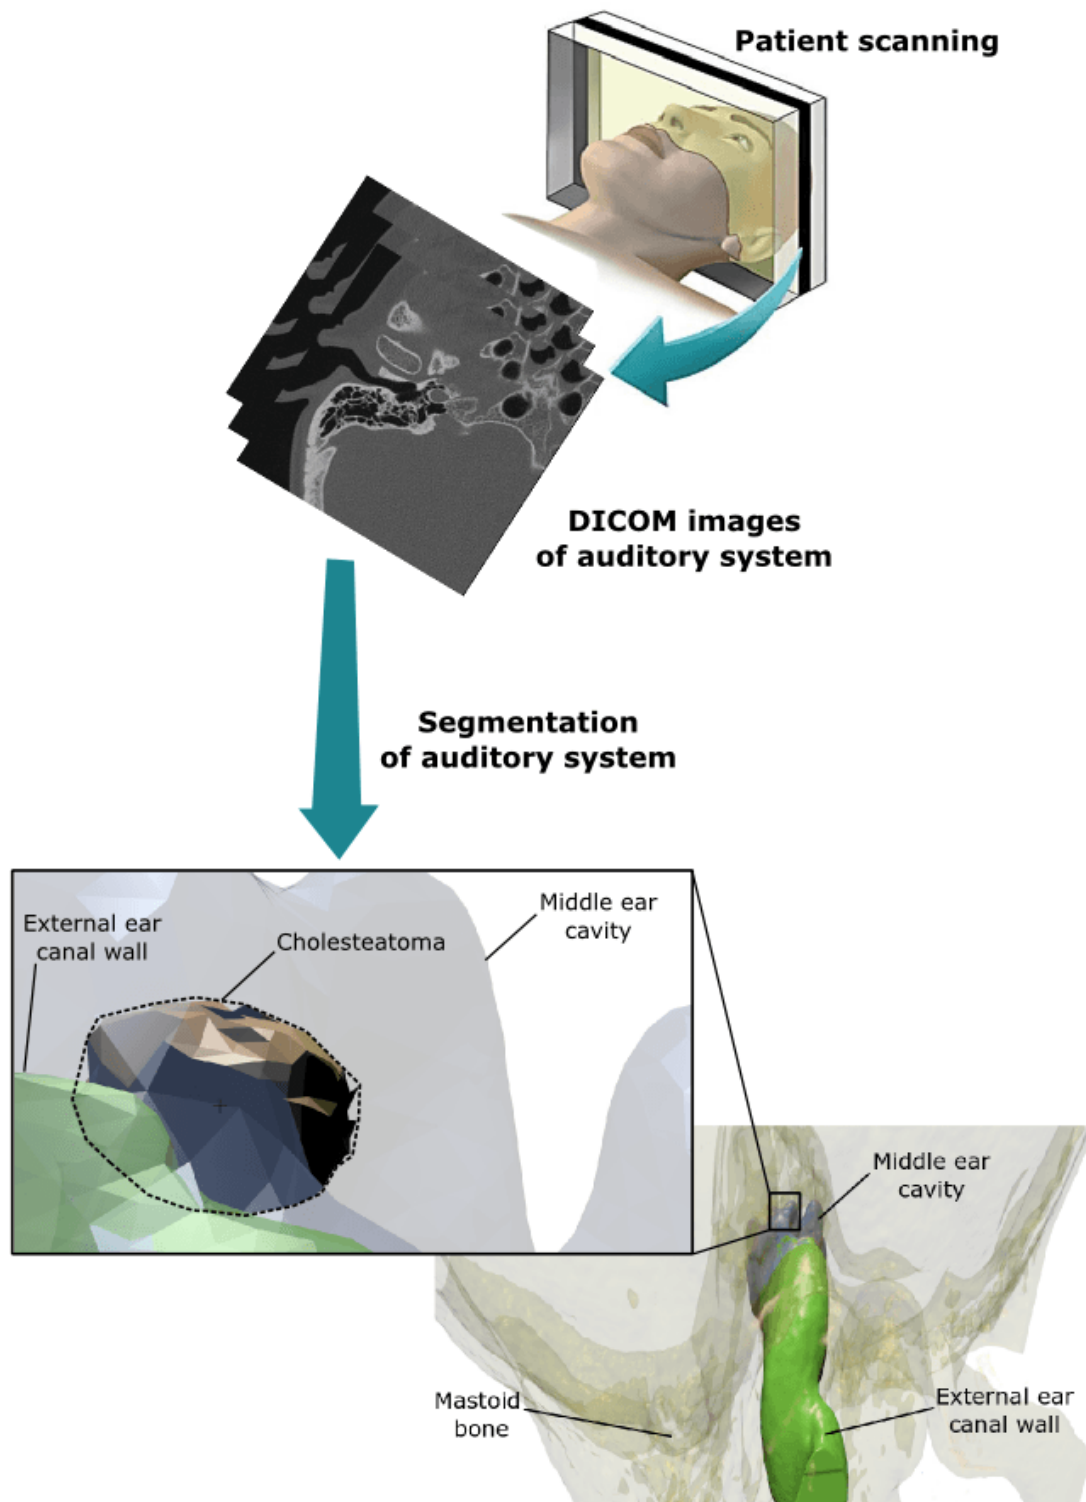 Patient scanning
DICOM images
of auditory system
Segmentation
of auditory system
External ear
canal wall
Cholesteatoma
Middle ear
cavity
Middle ear
cavity
Mastoid
bone
External ear
canal wall